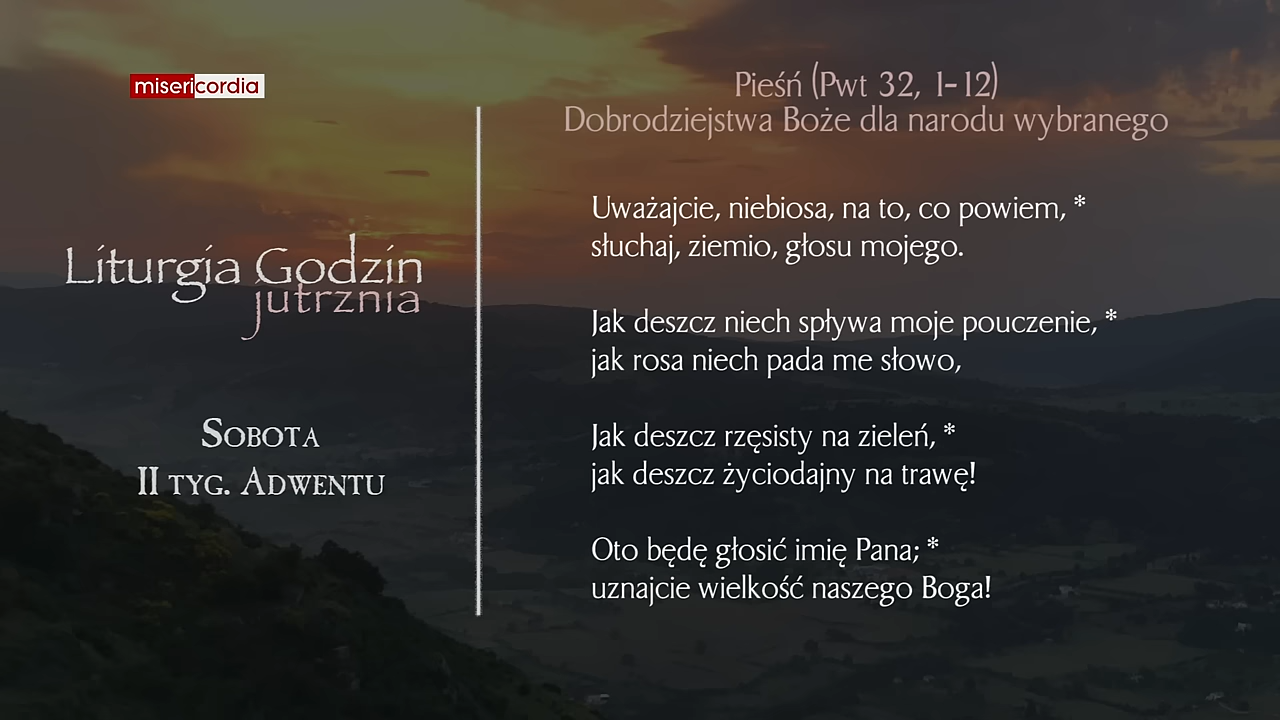 misericordia
Liturgia Godzin
jutrznia
Sobota
II tyg. Adwentu
Pieśń (Pwt 32, 1-12)
Dobrodziejstwa Boże dla narodu wybranego
Uważajcie, niebiosa, na to, co powiem, *
słuchaj, ziemio, głosu mojego.
Jak deszcz niech spływa moje pouczenie, *
jak rosa niech pada me słowo,
Jak deszcz rzęsisty na zieleń, *
jak deszcz życiodajny na trawę!
Oto będę głosić imię Pana; *
uznajcie wielkość naszego Boga!